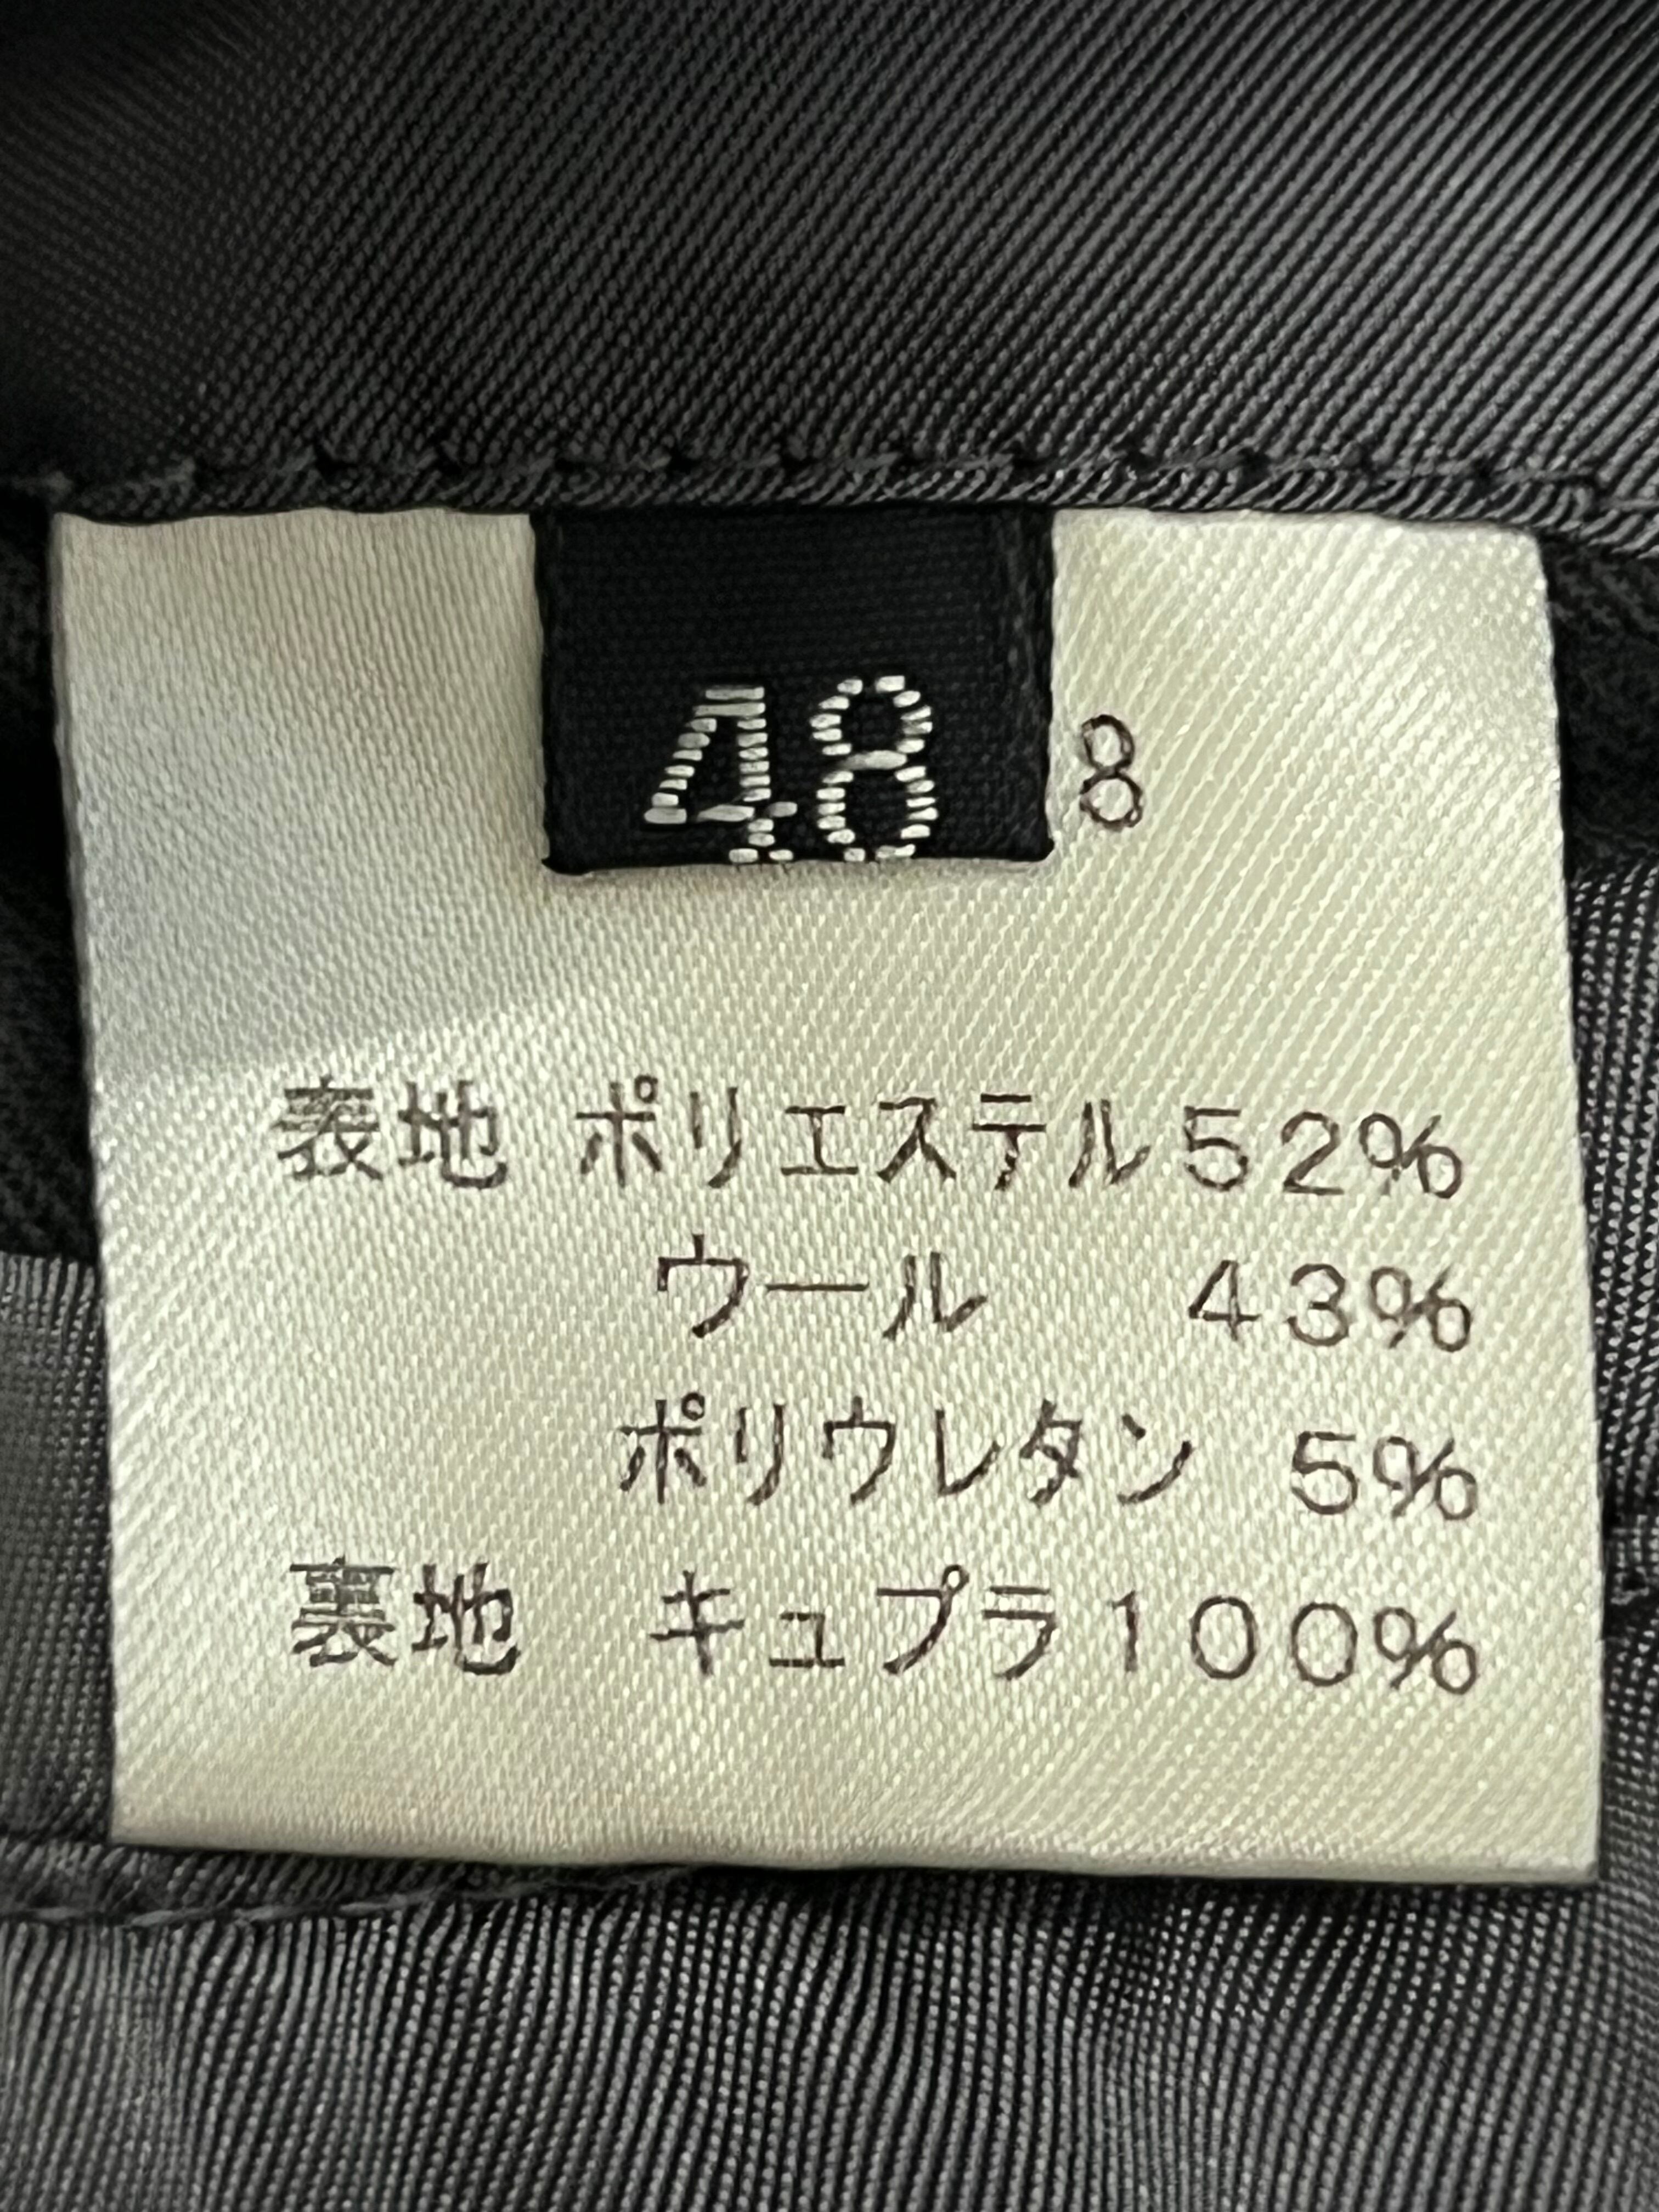 48
8
表地 ポリエステル52%
ウール 43%
ポリウレタン 5%
裏地 キュプラ100%